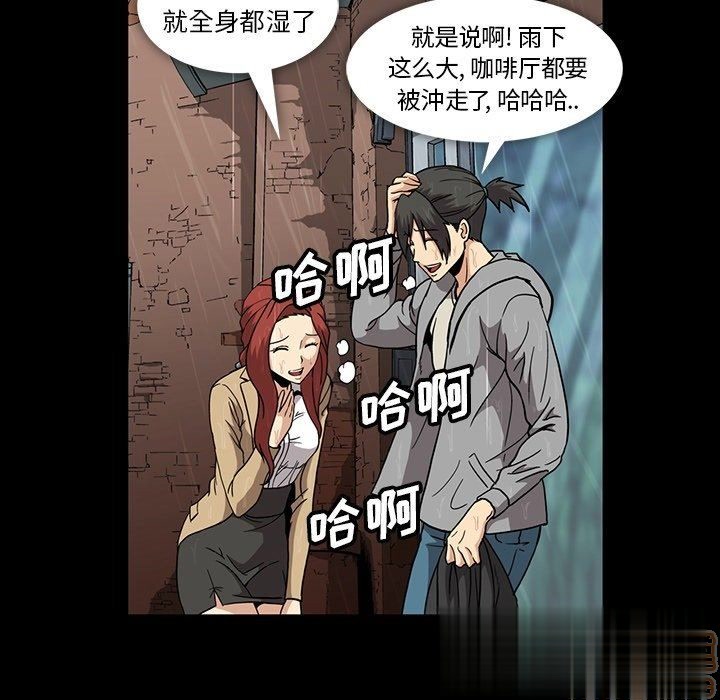 就全身都湿了
就是说啊! 雨下
这么大, 咖啡厅都要
被沖走了, 哈哈哈..
哈啊
哈啊
哈啊